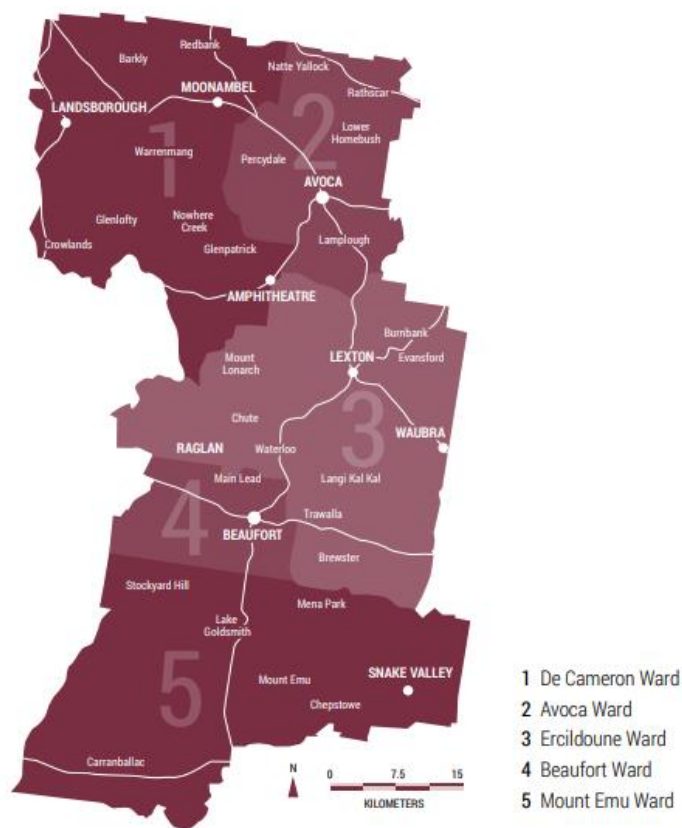 Redbank
Barkly
Natte Yallock
MOONAMBEL
Rathscar
LANDSBOROUGH
2
Lower
Homebush
1
Warrenmang
Percydale
AVOCA
Nowhere
Creek
Glenlofty
Lamplough
Crowlands
Glenpatrick
AMPHITHEATRE
Burnbank
Mount
Lonarch
LEXTON
Evansford
Chute
3
WAUBRA
RAGLAN
Waterloo
Main Lead
Langi Kal Kal
4
Trawalla
BEAUFORT
Brewster
Stockyard Hill
Mena Park
Lake
Goldsmith
5
Mount Emu
SNAKE VALLEY
Chepstowe
Carranballac
N
0 7.5 15
KILOMETERS
1 De Cameron Ward
2 Avoca Ward
3 Ercildoune Ward
4 Beaufort Ward
5 Mount Emu Ward